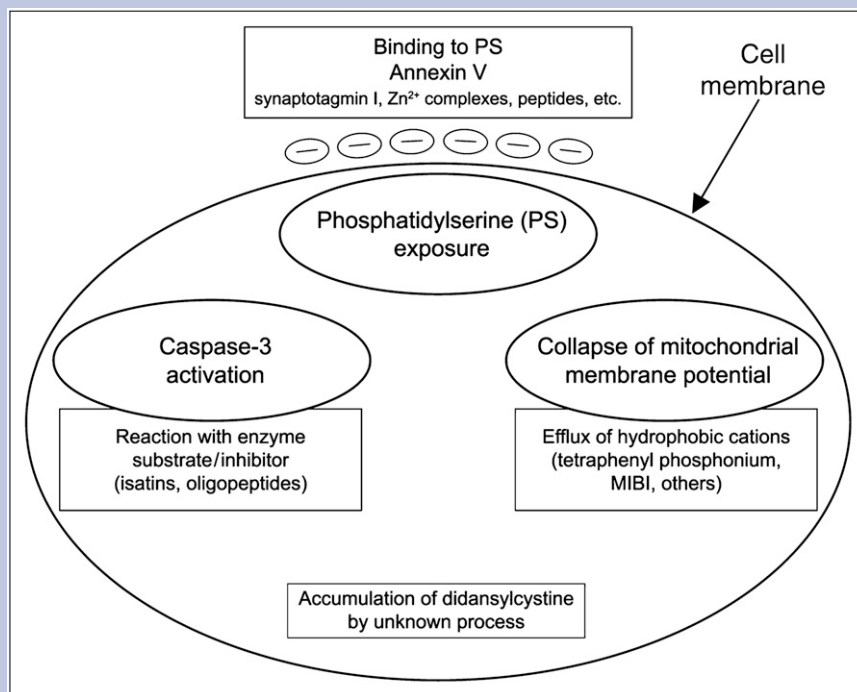 Binding to PS
Annexin V
synaptotagmin I, Zn²⁺ complexes, peptides, etc.
Cell
membrane
Phosphatidylserine (PS)
exposure
Caspase-3
activation
Collapse of mitochondrial
membrane potential
Reaction with enzyme
substrate/inhibitor
(isatins, oligopeptides)
Efflux of hydrophobic cations
(tetraphenyl phosphonium,
MIBI, others)
Accumulation of didansylcystine
by unknown process